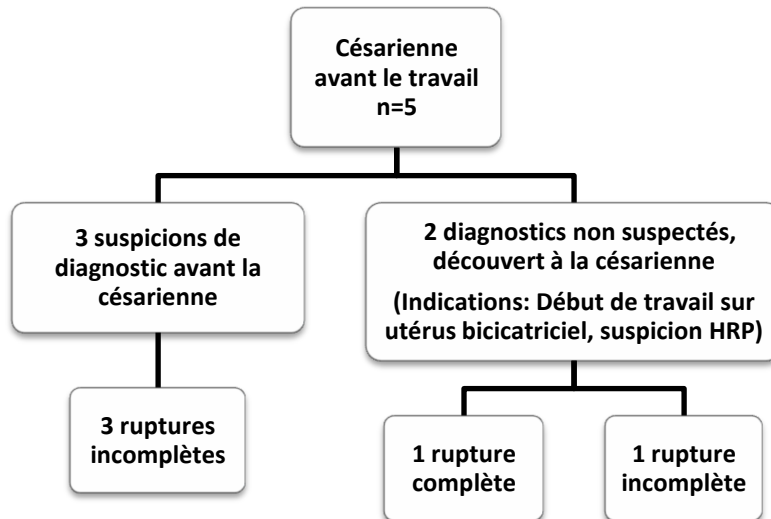 Césarienne
avant le travail
n=5
3 suspicions de
diagnostic avant la
césarienne
2 diagnostics non suspectés,
découvert à la césarienne
(Indications: Début de travail sur
utérus bicicatriciel, suspicion HRP)
3 ruptures
incomplètes
1 rupture
complète
1 rupture
incomplète